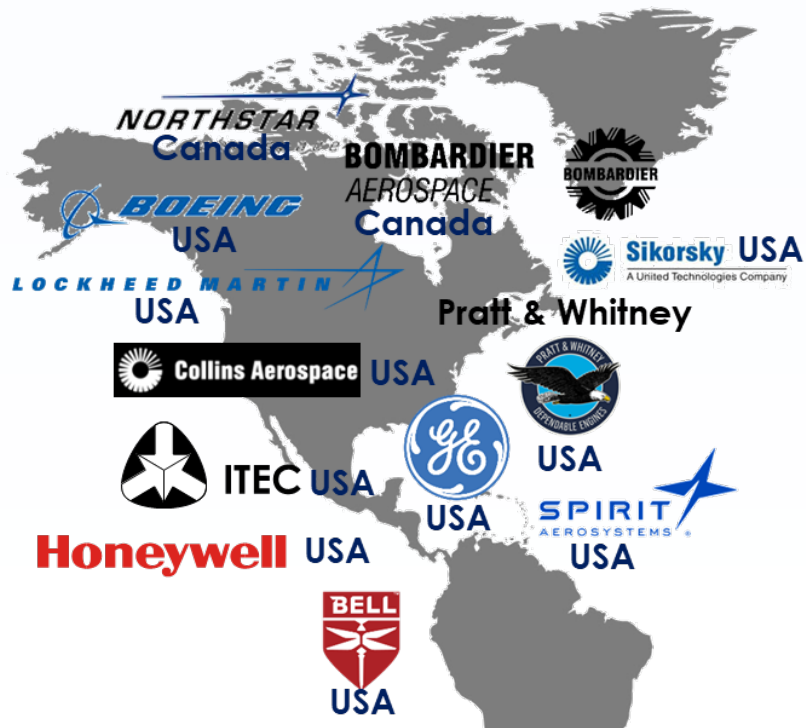 NORTHSTAR
Canada
BOMBARDIER
AEROSPACE
Canada
BOMBARDIER
BOEING
USA
Sikorsky
A United Technologies Company
USA
LOCKHEED MARTIN
USA
Pratt & Whitney
PRATT & WHITNEY
DEPENDABLE ENGINES
USA
Collins Aerospace
USA
GE
USA
ITEC
USA
SPIRIT
AEROSYSTEMS
USA
Honeywell
USA
BELL
USA